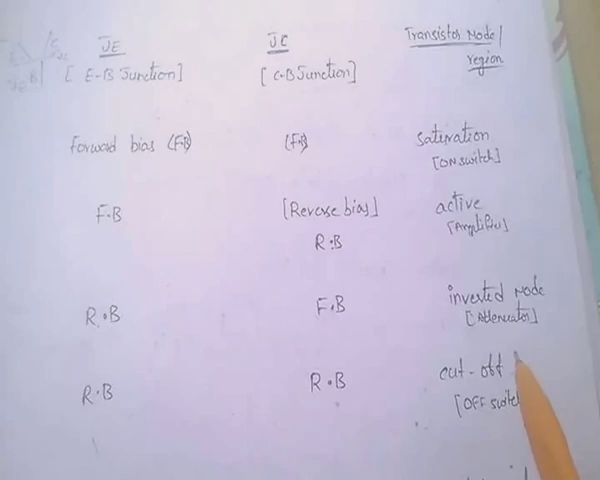 JE JC Transistor Mode/
[E-B Junction] [C-B Junction] region
Forward bias (F.B) (F.B) Saturation
[ON switch]
F.B [Reverse bias] active
R.B [Amplifier]
R.B F.B inverted Mode
[Attenuator]
R.B R.B cut-off
[OFF switch